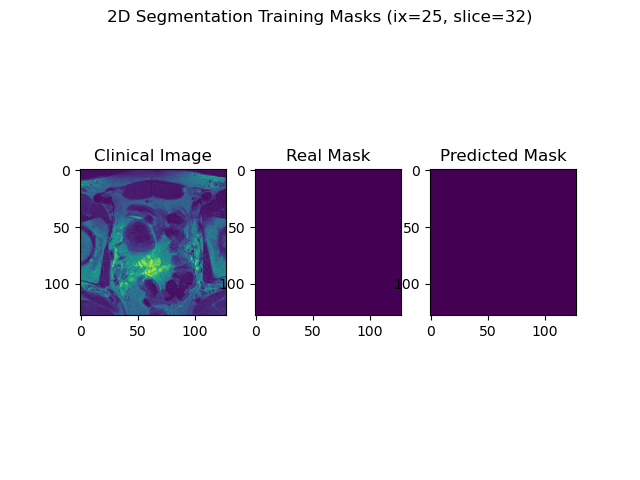 2D Segmentation Training Masks (ix=25, slice=32)
Clinical Image Real Mask Predicted Mask
0 0 0
50 50 50
100 100 100
0 50 100 0 50 100 0 50 100